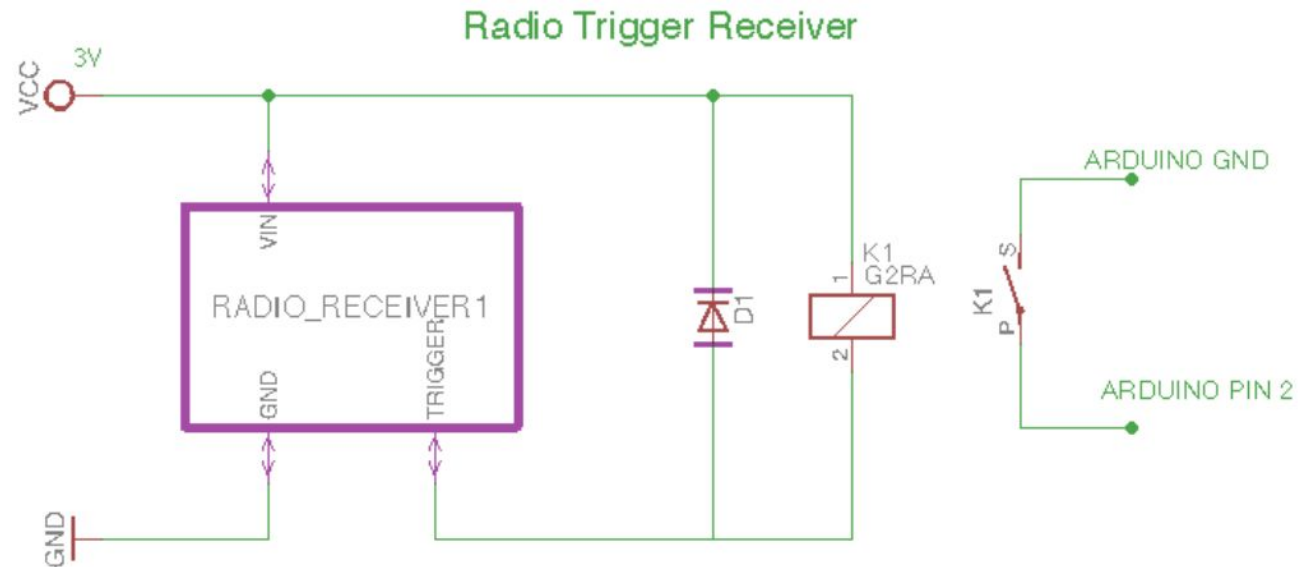 Radio Trigger Receiver
VCC
3V
VIN
RADIO_RECEIVER1
GND
TRIGGER
GND
D1
K1
G2RA
1
2
ARDUINO GND
S
K1
P
ARDUINO PIN 2